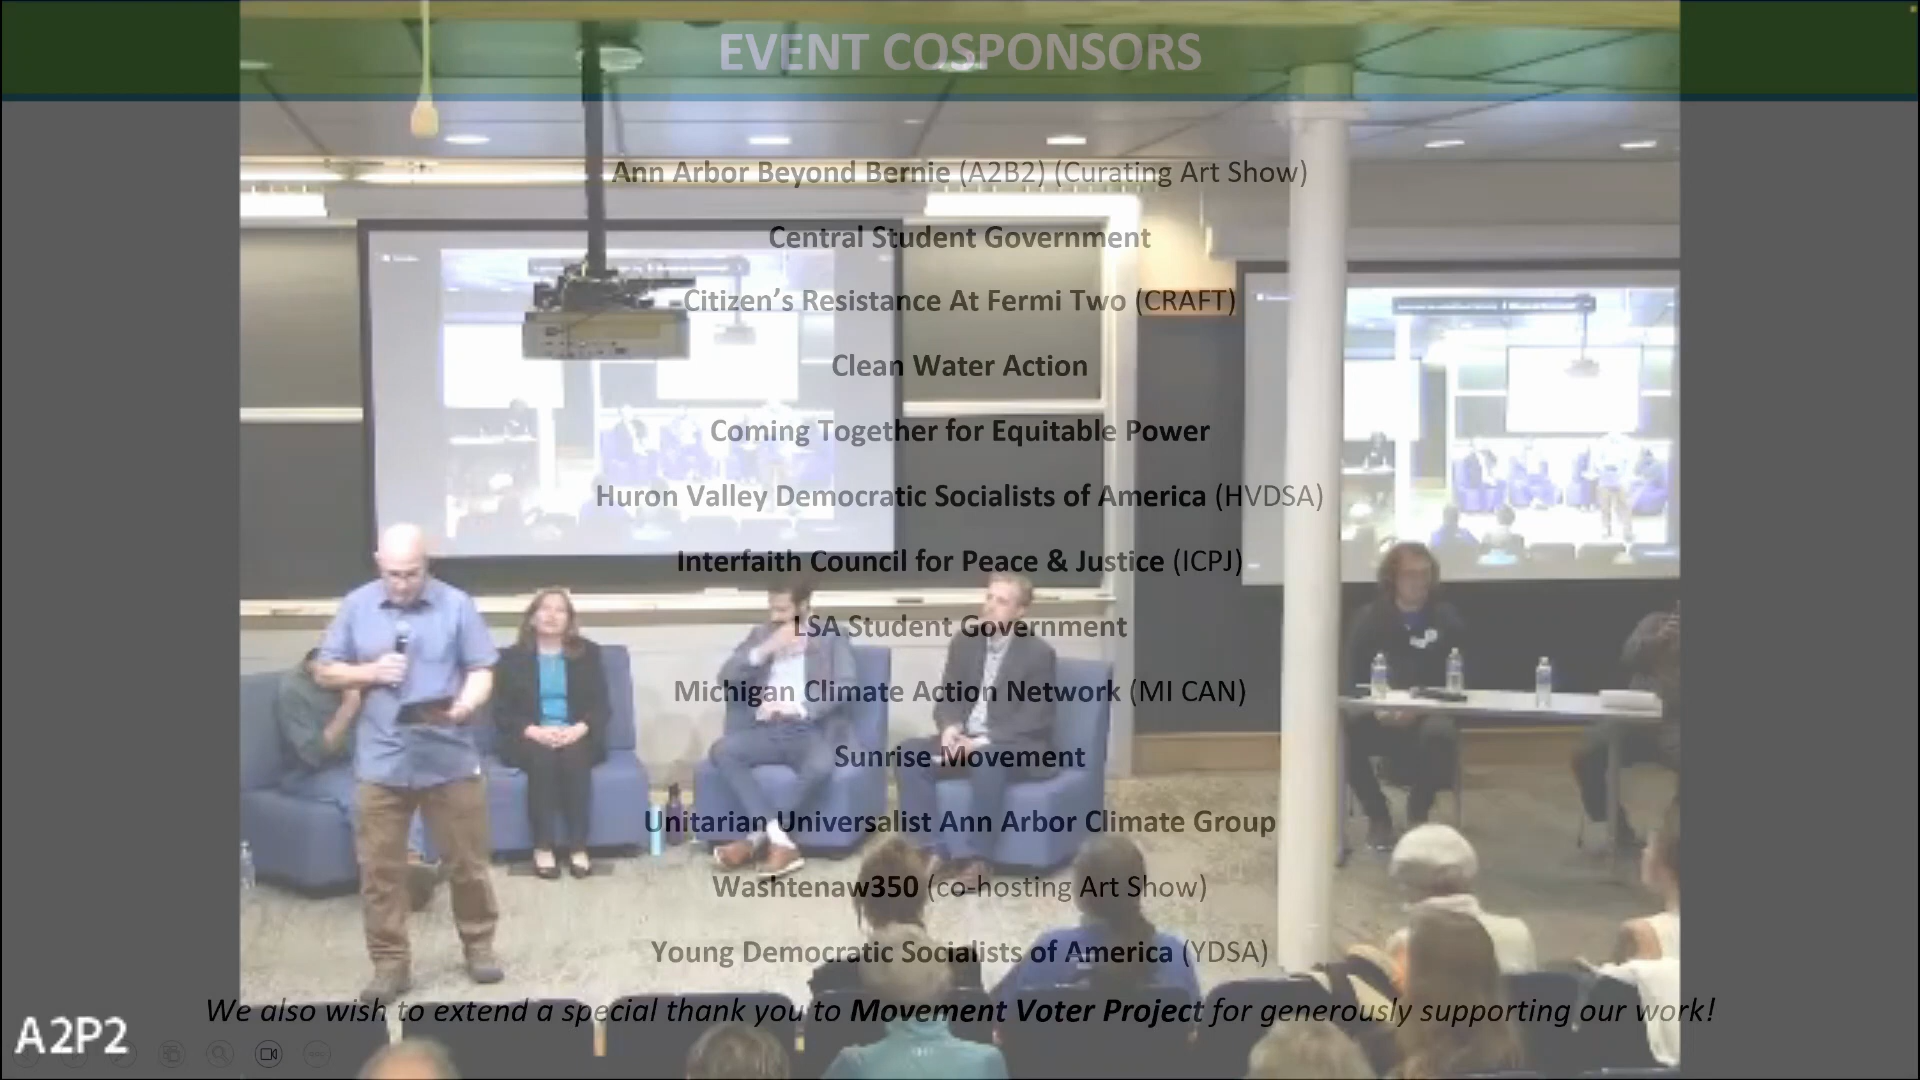 EVENT COSPONSORS
Ann Arbor Beyond Bernie (A2B2) (Curating Art Show)
Central Student Government
Citizen’s Resistance At Fermi Two (CRAFT)
Clean Water Action
Coming Together for Equitable Power
Huron Valley Democratic Socialists of America (HVDSA)
Interfaith Council for Peace & Justice (ICPJ)
LSA Student Government
Michigan Climate Action Network (MI CAN)
Sunrise Movement
Unitarian Universalist Ann Arbor Climate Group
Washtenaw350 (co-hosting Art Show)
Young Democratic Socialists of America (YDSA)
We also wish to extend a special thank you to Movement Voter Project for generously supporting our work!
A2P2